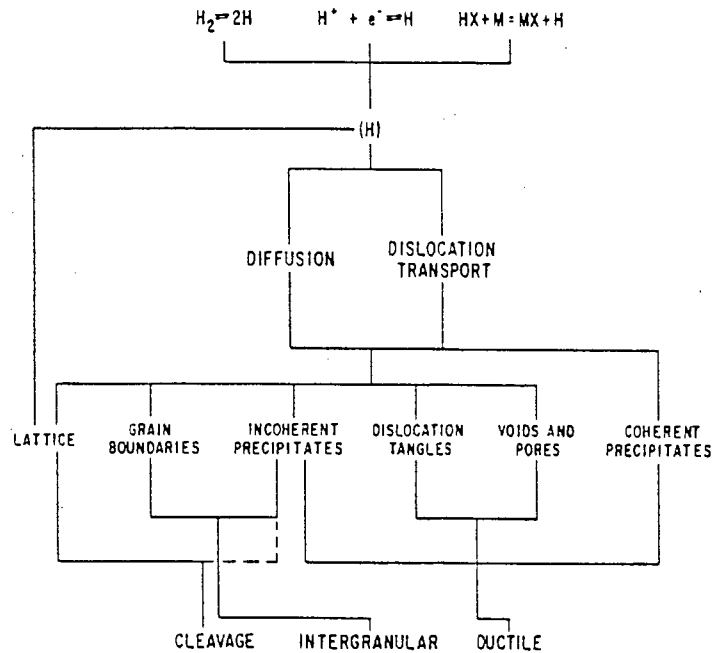 H₂⇌2H   H⁺ + e⁻⇌H   HX+M=MX+H
(H)
DIFFUSION
DISLOCATION
TRANSPORT
LATTICE
GRAIN
BOUNDARIES
INCOHERENT
PRECIPITATES
DISLOCATION
TANGLES
VOIDS AND
PORES
COHERENT
PRECIPITATES
CLEAVAGE   INTERGRANULAR   DUCTILE